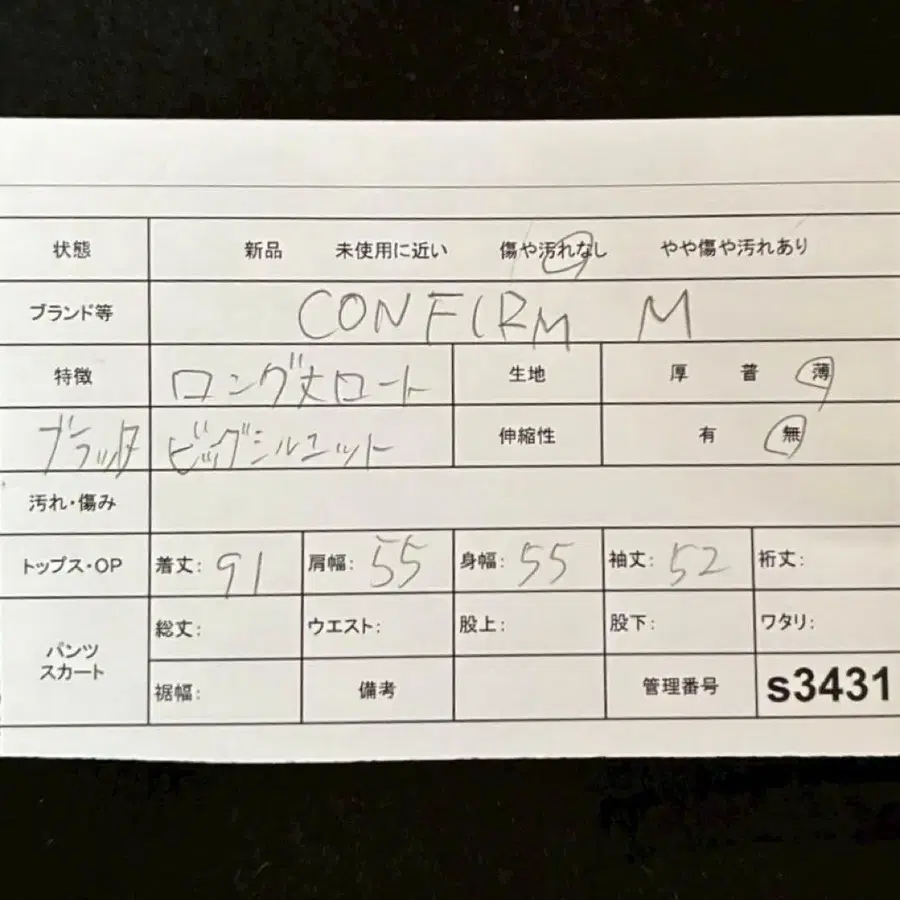 状態 新品 未使用に近い 傷や汚れなし やや傷や汚れあり
ブランド等 CONFIRM M
特徴 ロング丈コート 生地 厚 普 薄
ブラック ビッグシルエット 伸縮性 有 無
汚れ・傷み
トップス・OP 着丈: 91 肩幅: 55 身幅: 55 袖丈: 52 裄丈:
パンツ スカート 総丈: ウエスト: 股上: 股下: ワタリ:
裾幅: 備考 管理番号 s3431